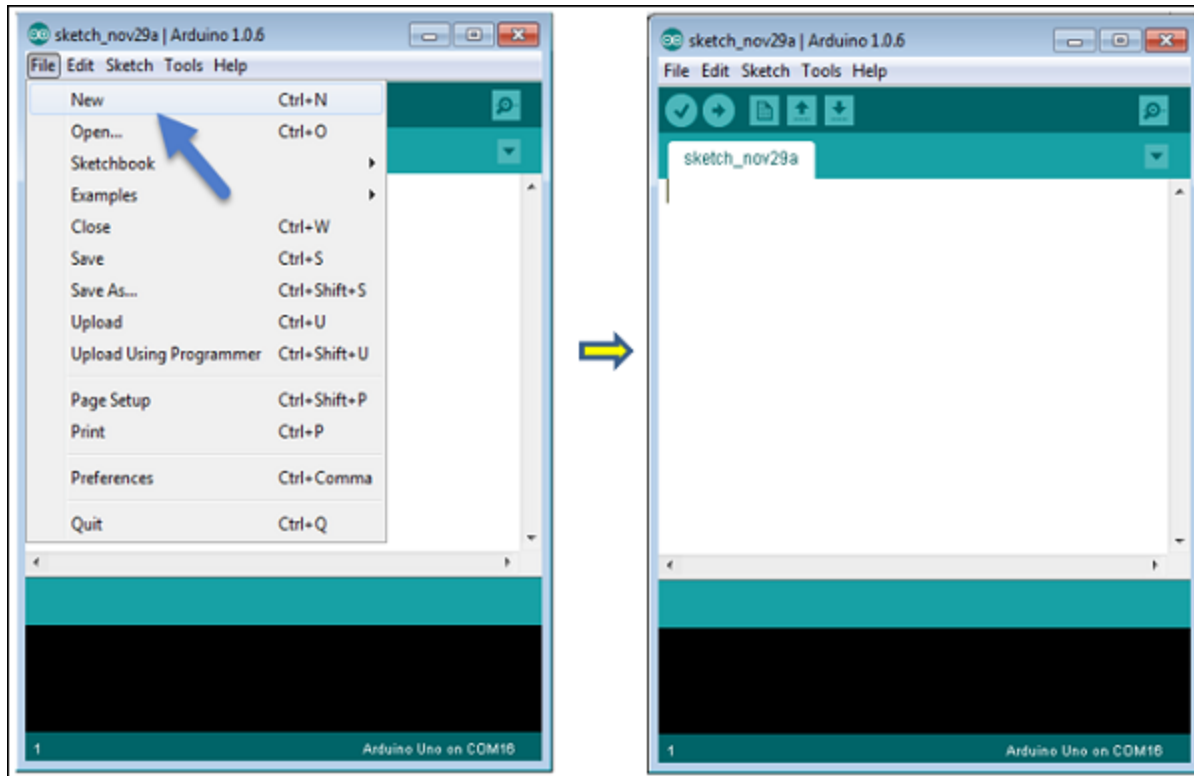 sketch_nov29a | Arduino 1.0.6
File Edit Sketch Tools Help
New Ctrl+N
Open... Ctrl+O
Sketchbook
Examples
Close Ctrl+W
Save Ctrl+S
Save As... Ctrl+Shift+S
Upload Ctrl+U
Upload Using Programmer Ctrl+Shift+U
Page Setup Ctrl+Shift+P
Print Ctrl+P
Preferences Ctrl+Comma
Quit Ctrl+Q
1 Arduino Uno on COM16
sketch_nov29a | Arduino 1.0.6
File Edit Sketch Tools Help
sketch_nov29a
1 Arduino Uno on COM16